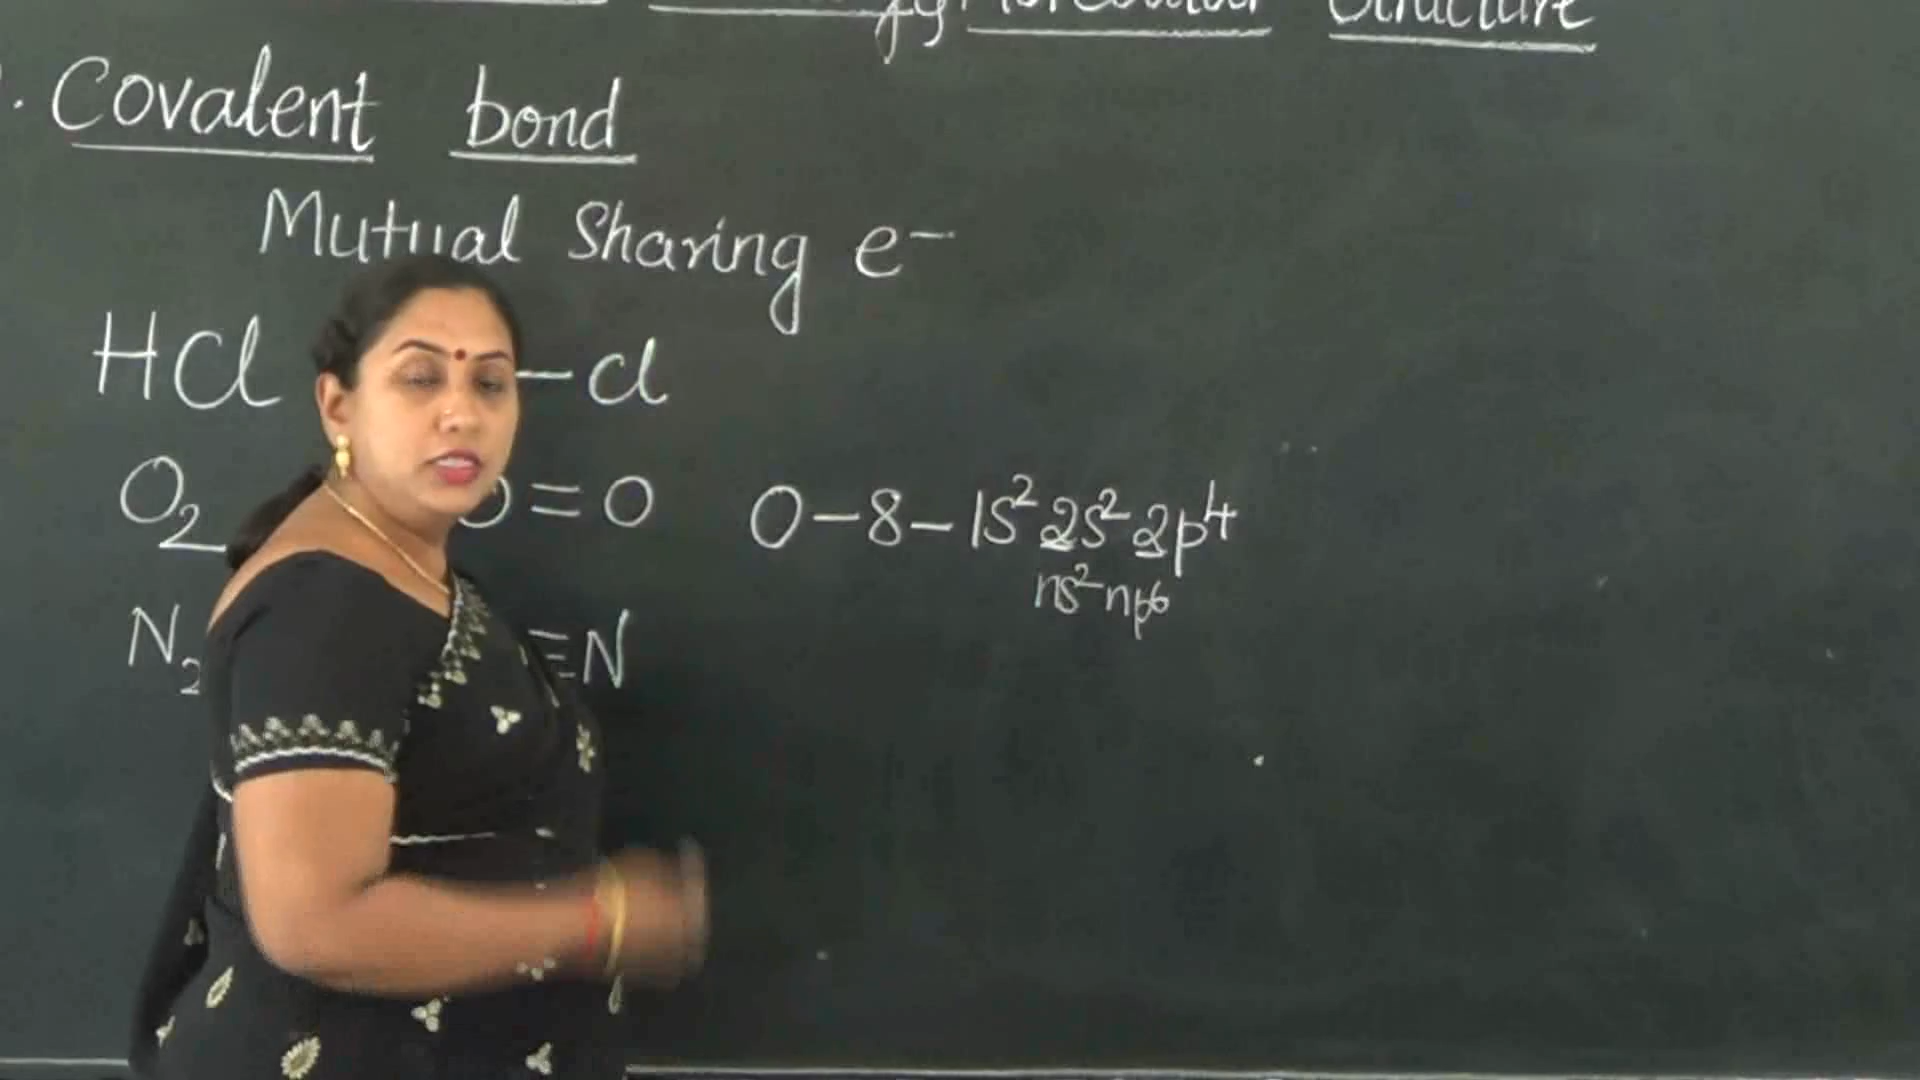 Structure
Covalent bond
Mutual Sharing e⁻
HCl –Cl
O₂ O=O O–8–1S² 2S² 2p⁴
ns² np⁶
N₂ ≡N